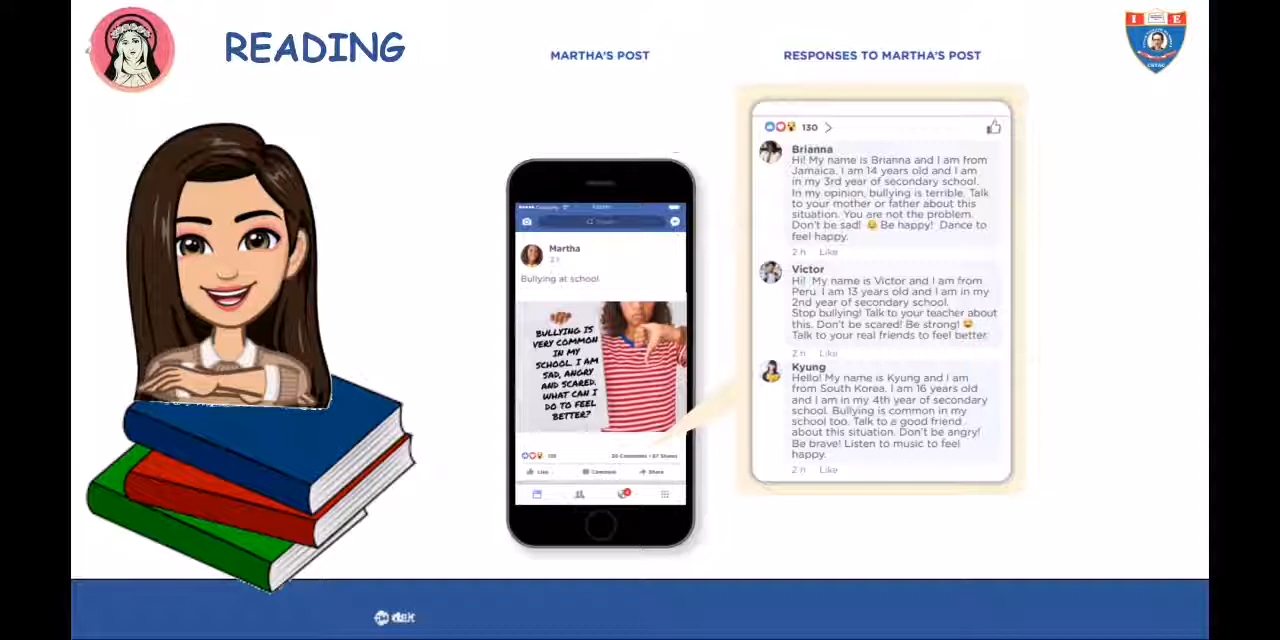 READING
MARTHA'S POST
RESPONSES TO MARTHA'S POST
I E
Martha
2 h
Bullying at school
BULLYING IS
VERY COMMON
IN MY
SCHOOL. I AM
SAD, ANGRY
AND SCARED.
WHAT CAN I
DO TO FEEL
BETTER?
Like
Comment
Share
130
Brianna
Hi! My name is Brianna and I am from
Jamaica. I am 14 years old and I am
in my 3rd year of secondary school.
In my opinion, bullying is terrible. Talk
to your mother or father about this
situation. You are not the problem.
Don't be sad! 😄 Be happy! Dance to
feel happy.
2 h Like
Victor
Hi! My name is Victor and I am from
Peru. I am 13 years old and I am in my
2nd year of secondary school.
Stop bullying! Talk to your teacher about
this. Don't be scared! Be strong! 😍
Talk to your real friends to feel better.
2 h Like
Kyung
Hello! My name is Kyung and I am
from South Korea. I am 16 years old
and I am in my 4th year of secondary
school. Bullying is common in my
school too. Talk to a good friend
about this situation. Don't be angry!
Be brave! Listen to music to feel
happy.
2 h Like